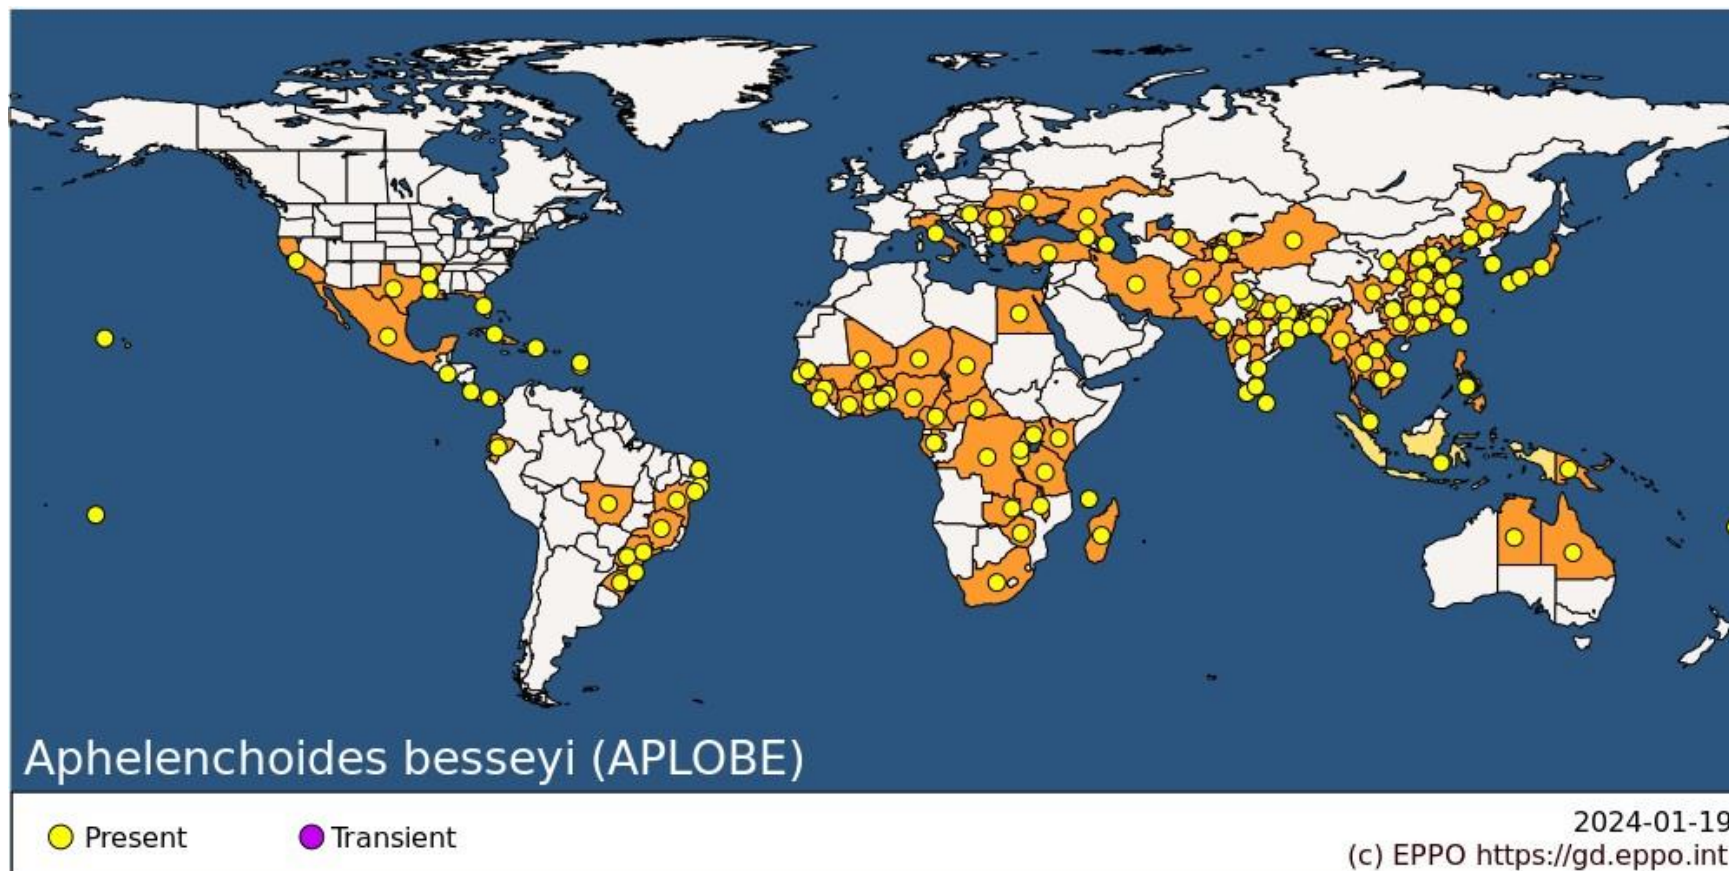 Aphelenchoides besseyi (APLOBE)
Present
Transient
2024-01-19
(c) EPPO https://gd.eppo.int